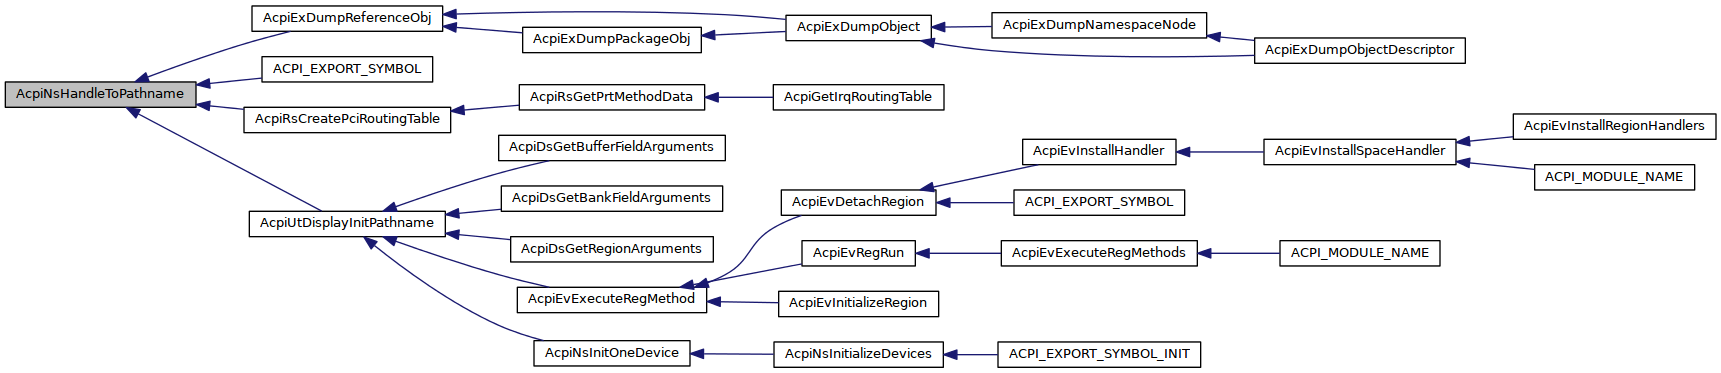 AcpiNsHandleToPathname
AcpiExDumpReferenceObj
ACPI_EXPORT_SYMBOL
AcpiRsCreatePciRoutingTable
AcpiUtDisplayInitPathname
AcpiExDumpPackageObj
AcpiRsGetPrtMethodData
AcpiDsGetBufferFieldArguments
AcpiDsGetBankFieldArguments
AcpiDsGetRegionArguments
AcpiEvExecuteRegMethod
AcpiNsInitOneDevice
AcpiExDumpObject
AcpiGetIrqRoutingTable
AcpiEvDetachRegion
AcpiEvRegRun
AcpiEvInitializeRegion
AcpiNsInitializeDevices
AcpiExDumpNamespaceNode
AcpiEvInstallHandler
ACPI_EXPORT_SYMBOL
AcpiEvExecuteRegMethods
ACPI_EXPORT_SYMBOL_INIT
AcpiExDumpObjectDescriptor
AcpiEvInstallSpaceHandler
ACPI_MODULE_NAME
AcpiEvInstallRegionHandlers
ACPI_MODULE_NAME